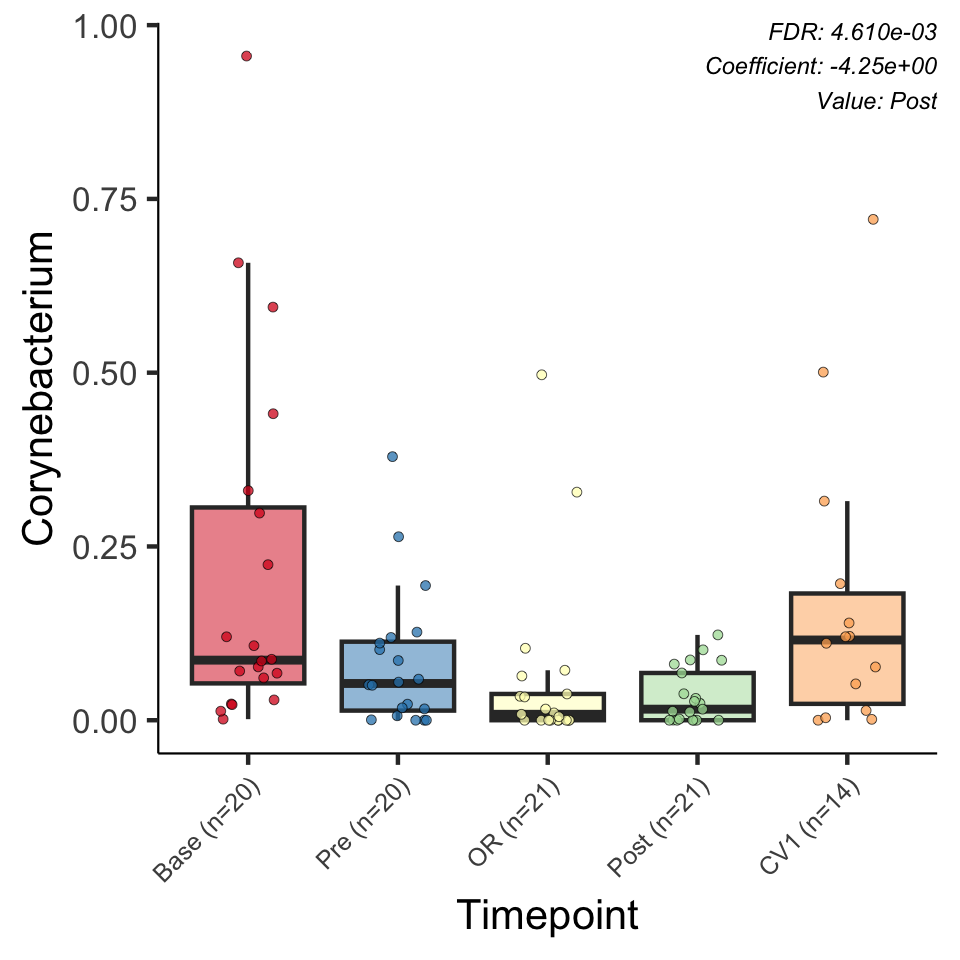 FDR: 4.610e-03
Coefficient: -4.25e+00
Value: Post
Corynebacterium
1.00
0.75
0.50
0.25
0.00
Base (n=20)
Pre (n=20)
OR (n=21)
Post (n=21)
CV1 (n=14)
Timepoint